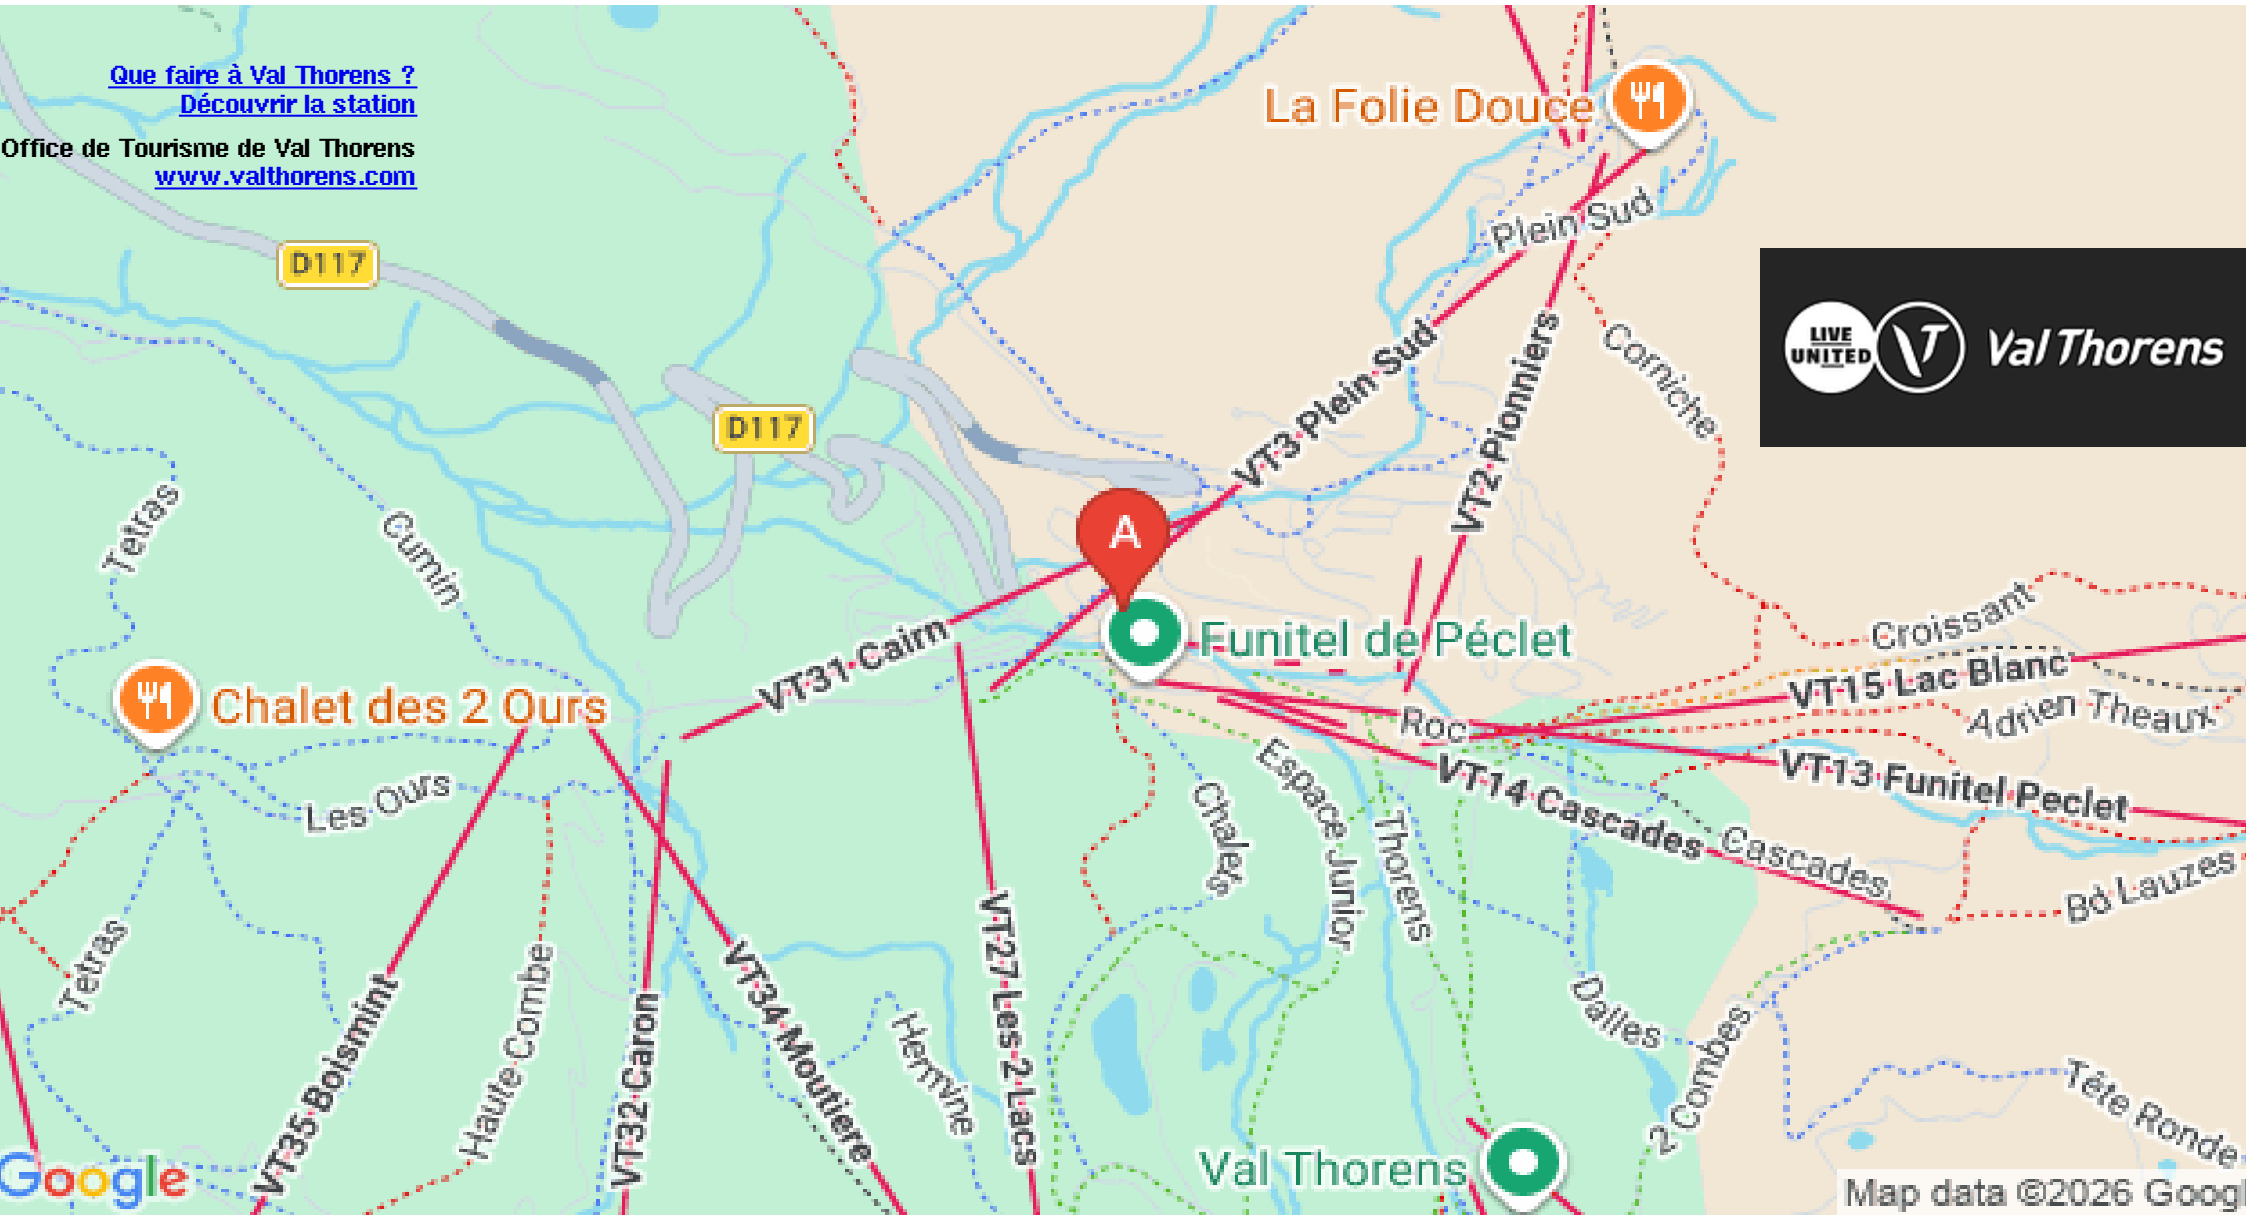 Que faire à Val Thorens ?
Découvrir la station
Office de Tourisme de Val Thorens
www.valthorens.com
La Folie Douce
Plein Sud
D117
LIVE
UNITED
Val Thorens
Corniche
VT3 Plein Sud
VT2 Pionniers
D117
Tétras
Cumin
A
Croissant
Funitel de Péclet
VT31 Cairn
VT15 Lac Blanc
Chalet des 2 Ours
Roc
Adrien Theaux
VT13 Funitel Peclet
VT14 Cascades
Espace Junior
Les Ours
Chalets
Thorens
Cascades
Bd Lauzes
Tétras
VT27 Les 2 Lacs
VT35 Boismint
Haute Combe
VT32 Caron
VT34 Moutiere
Hermine
Dalles
2 Combes
Tête Ronde
Val Thorens
Google
Map data ©2026 Googl